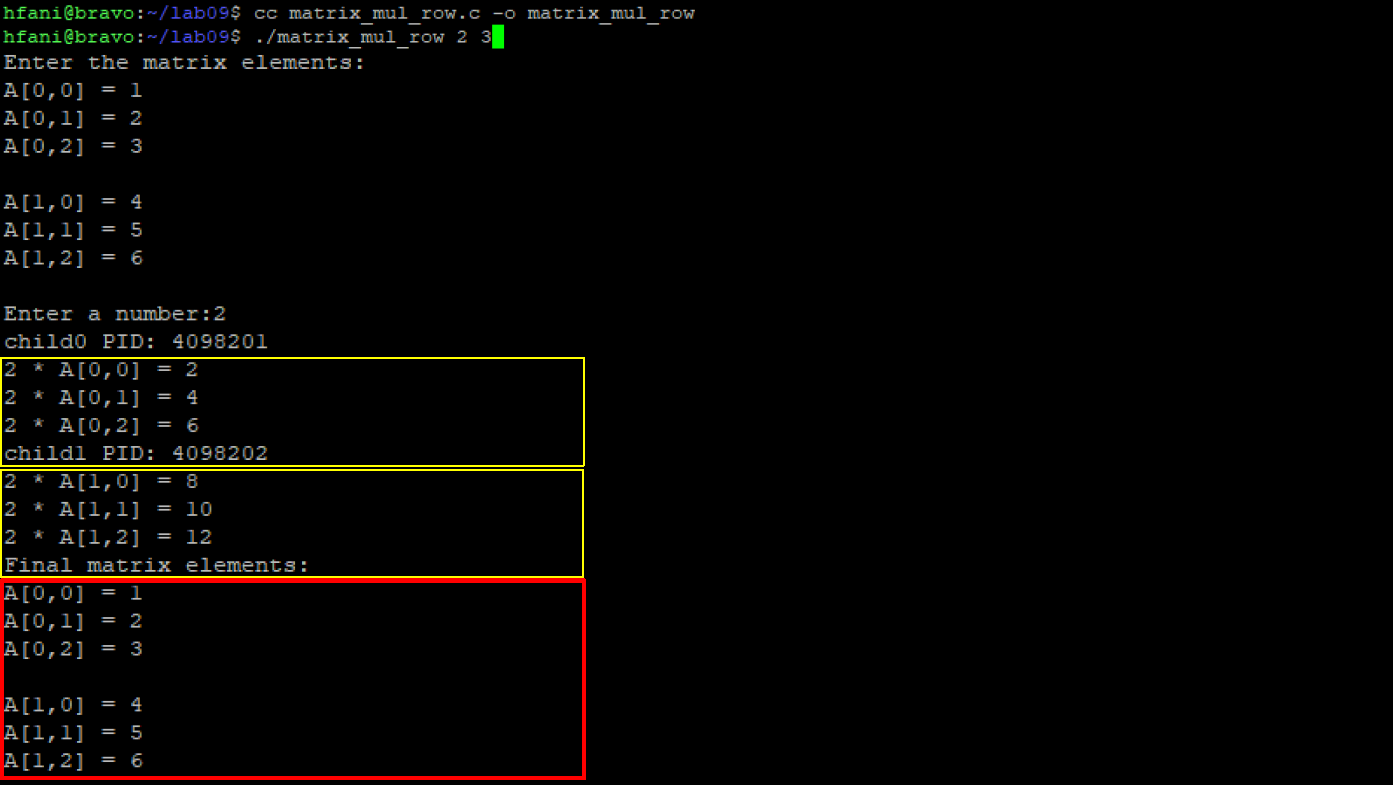 hfani@bravo:~/lab09$ cc matrix_mul_row.c -o matrix_mul_row
hfani@bravo:~/lab09$ ./matrix_mul_row 2 3
Enter the matrix elements:
A[0,0] = 1
A[0,1] = 2
A[0,2] = 3
A[1,0] = 4
A[1,1] = 5
A[1,2] = 6
Enter a number:2
child0 PID: 4098201
2 * A[0,0] = 2
2 * A[0,1] = 4
2 * A[0,2] = 6
child1 PID: 4098202
2 * A[1,0] = 8
2 * A[1,1] = 10
2 * A[1,2] = 12
Final matrix elements:
A[0,0] = 1
A[0,1] = 2
A[0,2] = 3
A[1,0] = 4
A[1,1] = 5
A[1,2] = 6